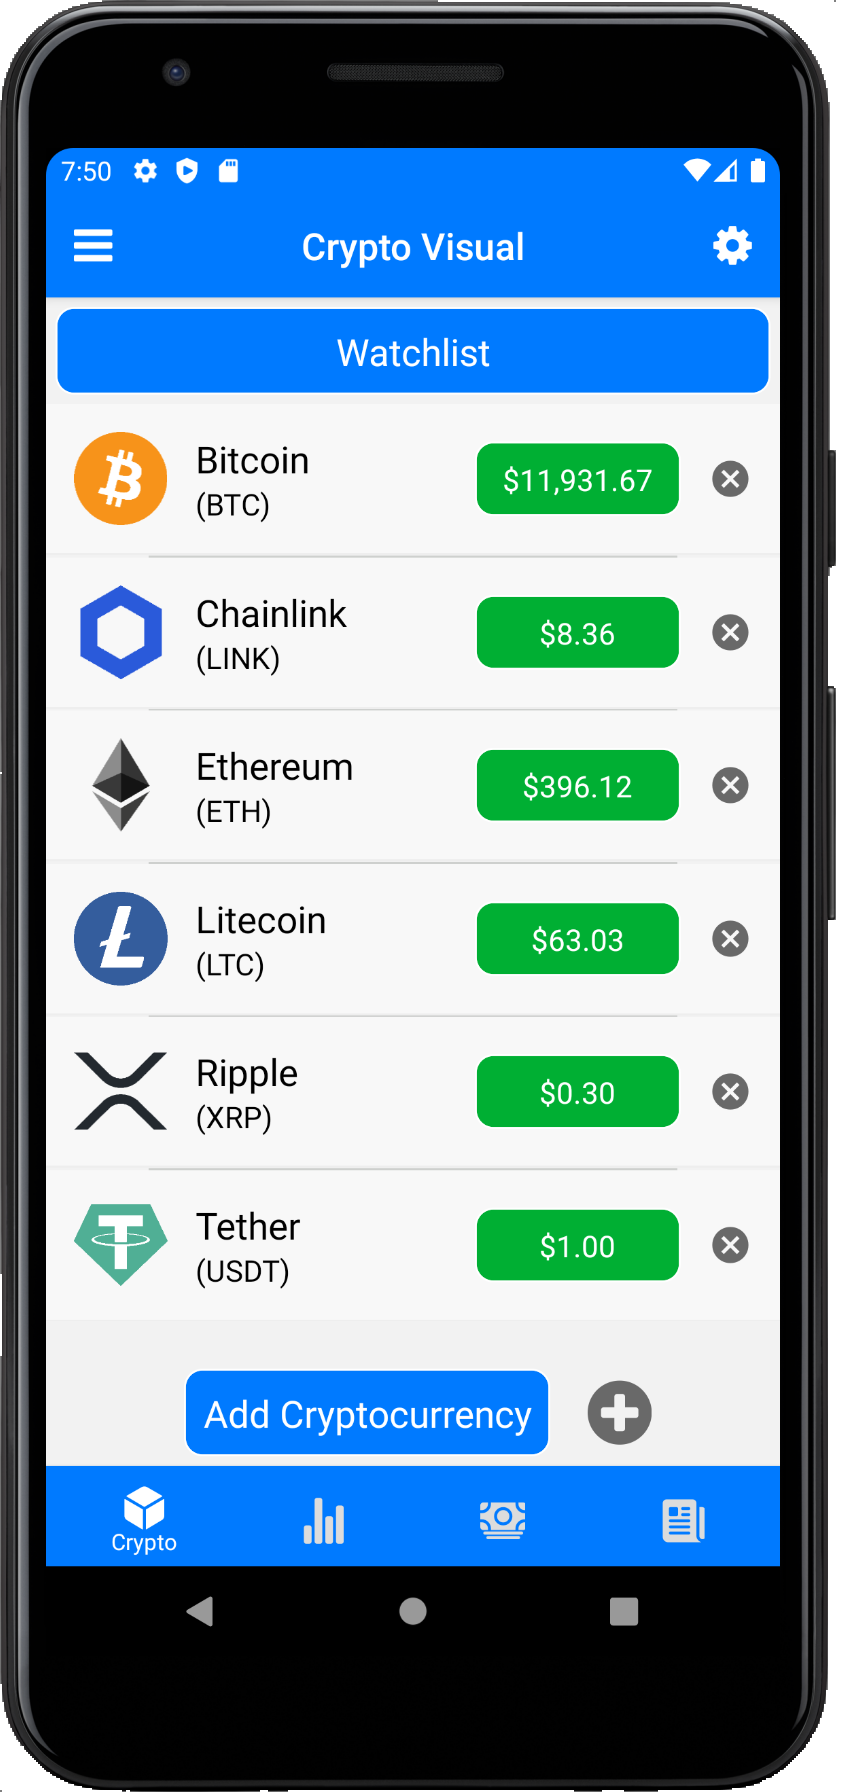 7:50
Crypto Visual
Watchlist
Bitcoin
(BTC)
$11,931.67
Chainlink
(LINK)
$8.36
Ethereum
(ETH)
$396.12
Litecoin
(LTC)
$63.03
Ripple
(XRP)
$0.30
Tether
(USDT)
$1.00
Add Cryptocurrency
Crypto